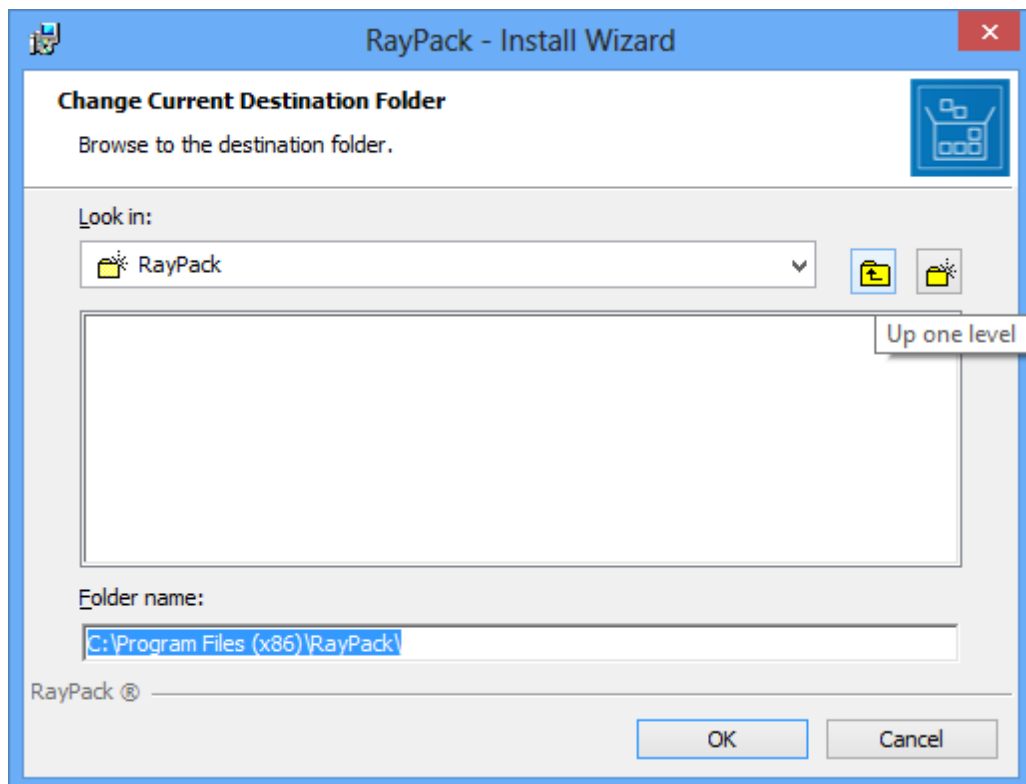 RayPack - Install Wizard
Change Current Destination Folder
Browse to the destination folder.
Look in:
RayPack
Up one level
Folder name:
C:\Program Files (x86)\RayPack\
RayPack ®
OK
Cancel